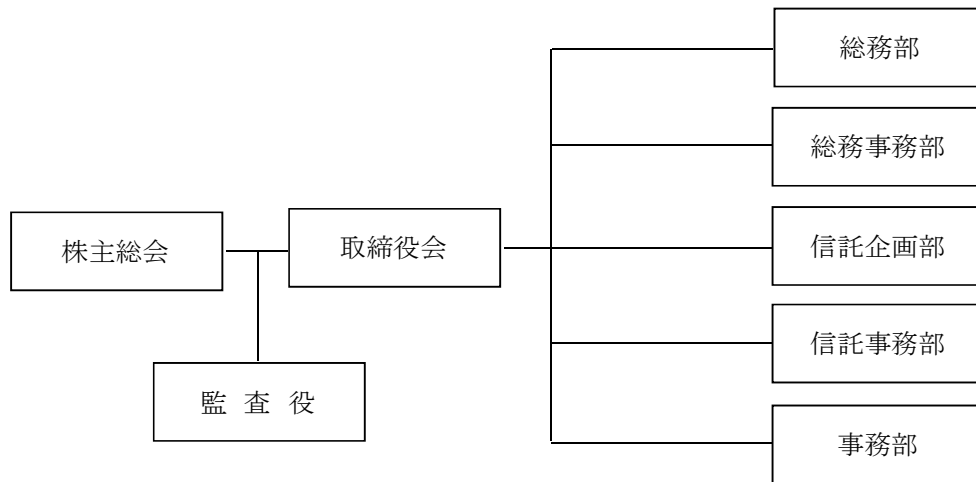 総務部
総務事務部
株主総会
取締役会
信託企画部
信託事務部
監 査 役
事務部